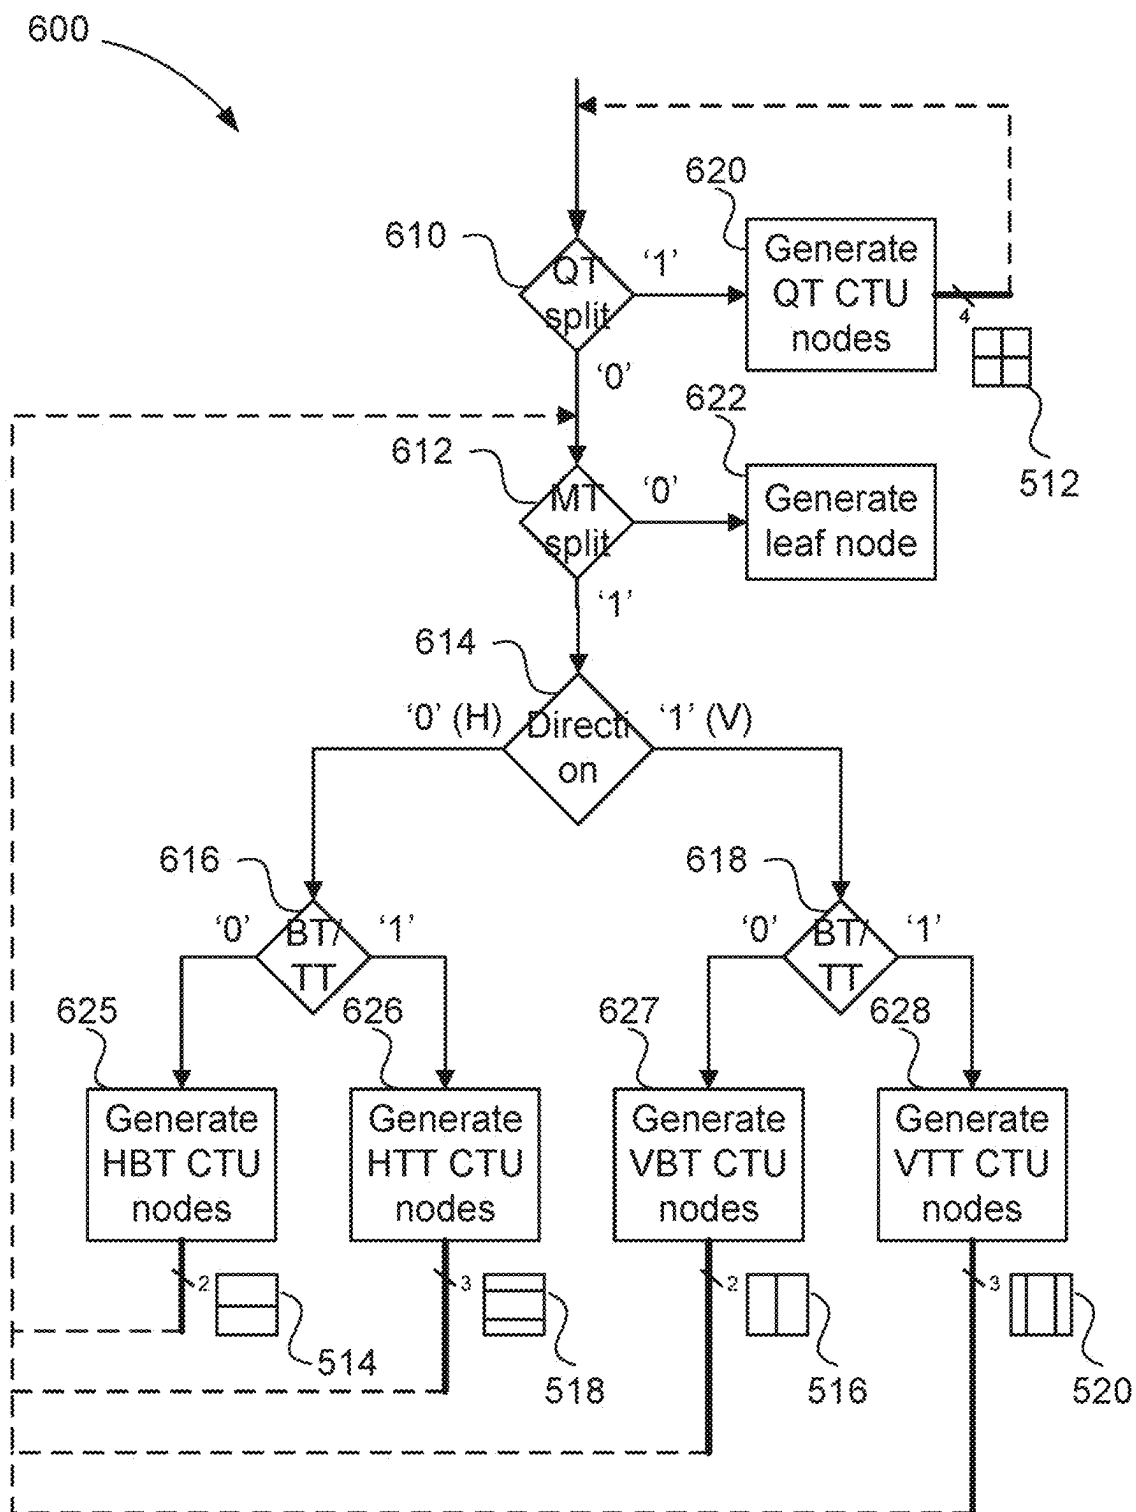 600
620
610
QT
split
‘1’
Generate
QT CTU
nodes
4
‘0’
512
612
622
MT
split
‘0’
Generate
leaf node
‘1’
614
‘0’ (H)
Directi
on
‘1’ (V)
616
618
‘0’
BT/
TT
‘1’
‘0’
BT/
TT
‘1’
625
626
627
628
Generate
HBT CTU
nodes
Generate
HTT CTU
nodes
Generate
VBT CTU
nodes
Generate
VTT CTU
nodes
2
3
2
3
514
518
516
520